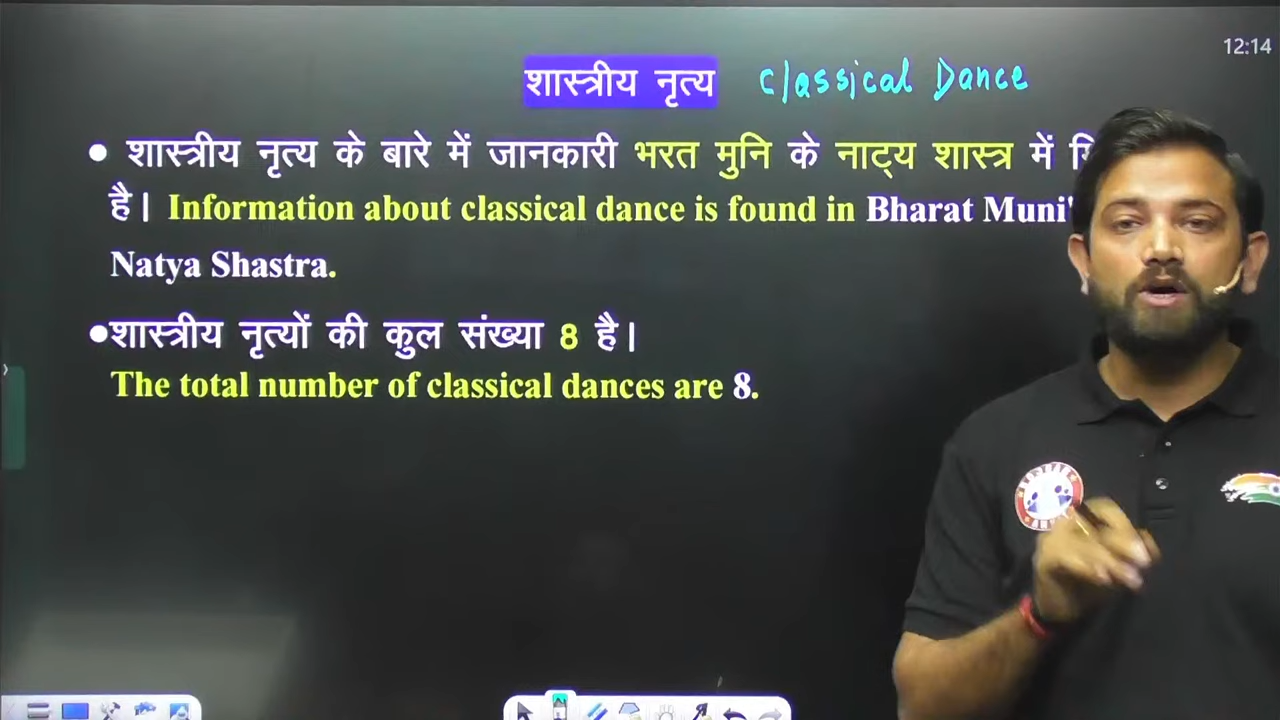 12:14
शास्त्रीय नृत्य Classical Dance
• शास्त्रीय नृत्य के बारे में जानकारी भरत मुनि के नाट्य शास्त्र में
है| Information about classical dance is found in Bharat Muni'
Natya Shastra.
•शास्त्रीय नृत्यों की कुल संख्या 8 है|
The total number of classical dances are 8.